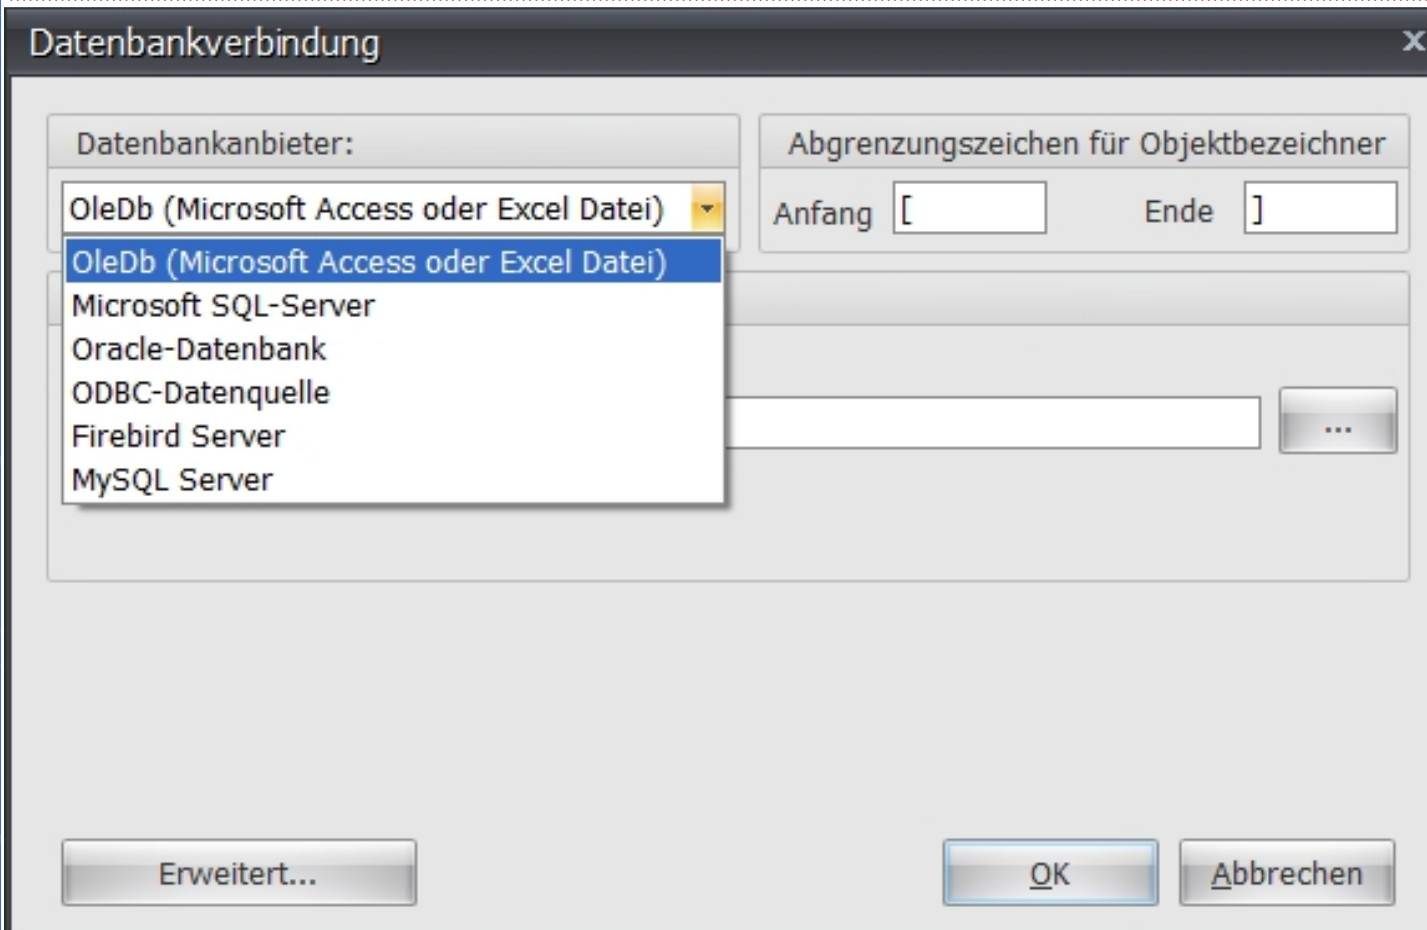 Datenbankverbindung x
Datenbankanbieter:
Abgrenzungszeichen für Objektbezeichner
OleDb (Microsoft Access oder Excel Datei)
Anfang [ Ende ]
OleDb (Microsoft Access oder Excel Datei)
Microsoft SQL-Server
Oracle-Datenbank
ODBC-Datenquelle
Firebird Server
MySQL Server
...
Erweitert...
OK
Abbrechen